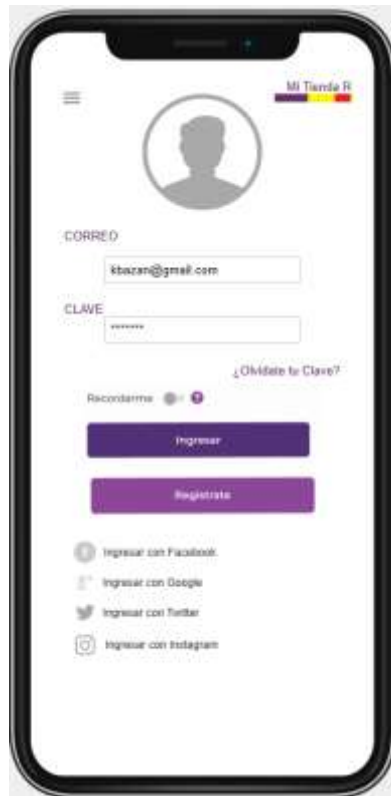 Mi Tienda R
CORREO
kbazan@gmail.com
CLAVE
*******
¿Olvidate tu Clave?
Recordarme ?
Ingresar
Registrate
Ingresar con Facebook
Ingresar con Google
Ingresar con Twitter
Ingresar con Instagram